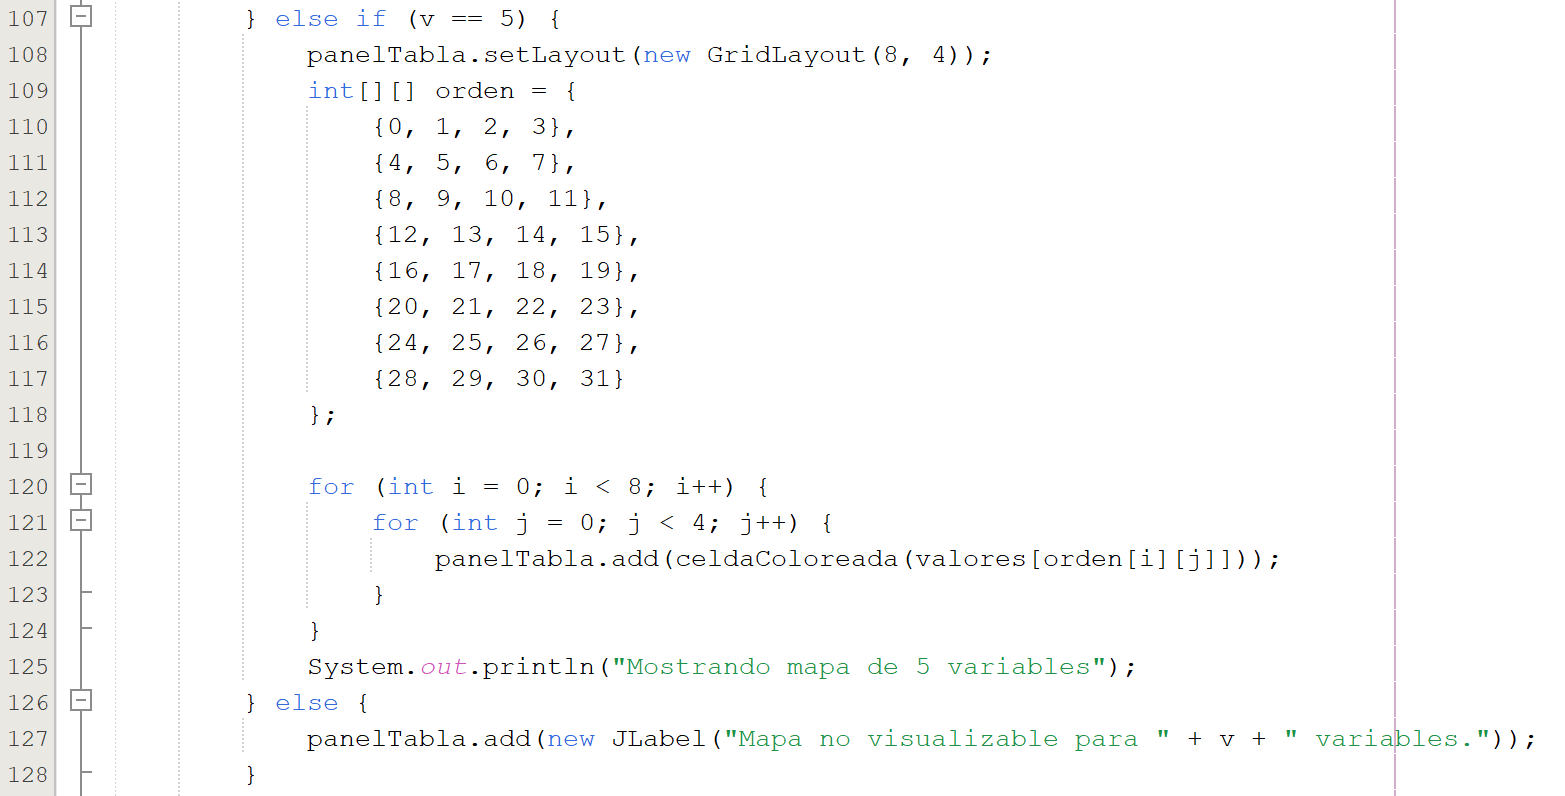 107 } else if (v == 5) {
108 panelTabla.setLayout(new GridLayout(8, 4));
109 int[][] orden = {
110 {0, 1, 2, 3},
111 {4, 5, 6, 7},
112 {8, 9, 10, 11},
113 {12, 13, 14, 15},
114 {16, 17, 18, 19},
115 {20, 21, 22, 23},
116 {24, 25, 26, 27},
117 {28, 29, 30, 31}
118 };
119
120 for (int i = 0; i < 8; i++) {
121 for (int j = 0; j < 4; j++) {
122 panelTabla.add(celdaColoreada(valores[orden[i][j]]));
123 }
124 }
125 System.out.println("Mostrando mapa de 5 variables");
126 } else {
127 panelTabla.add(new JLabel("Mapa no visualizable para " + v + " variables."));
128 }